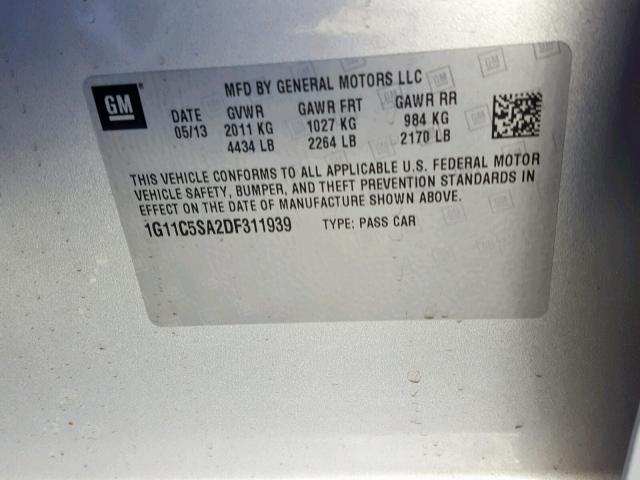 GM
MFD BY GENERAL MOTORS LLC
DATE GVWR GAWR FRT GAWR RR
05/13 2011 KG 1027 KG 984 KG
4434 LB 2264 LB 2170 LB
THIS VEHICLE CONFORMS TO ALL APPLICABLE U.S. FEDERAL MOTOR
VEHICLE SAFETY, BUMPER, AND THEFT PREVENTION STANDARDS IN
EFFECT ON THE DATE OF MANUFACTURE SHOWN ABOVE.
1G11C5SA2DF311939 TYPE: PASS CAR